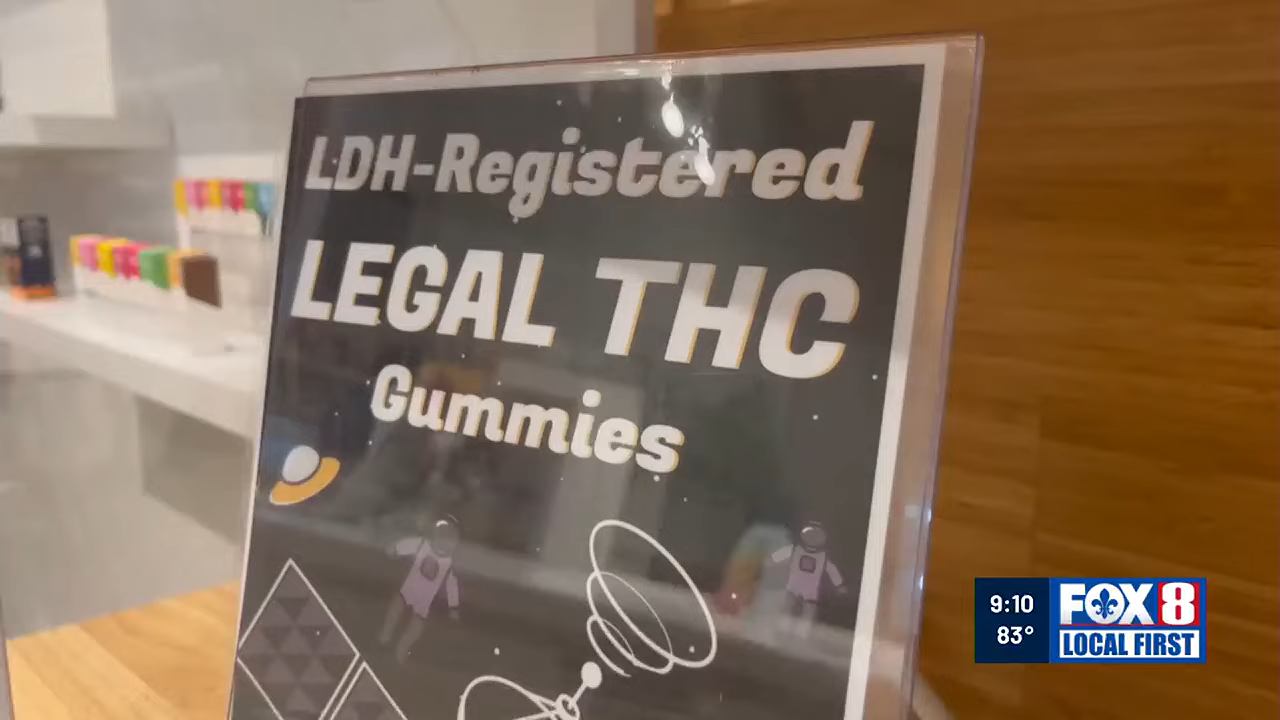 LDH-Registered
LEGAL THC
Gummies
9:10
83°
FOX 8
LOCAL FIRST